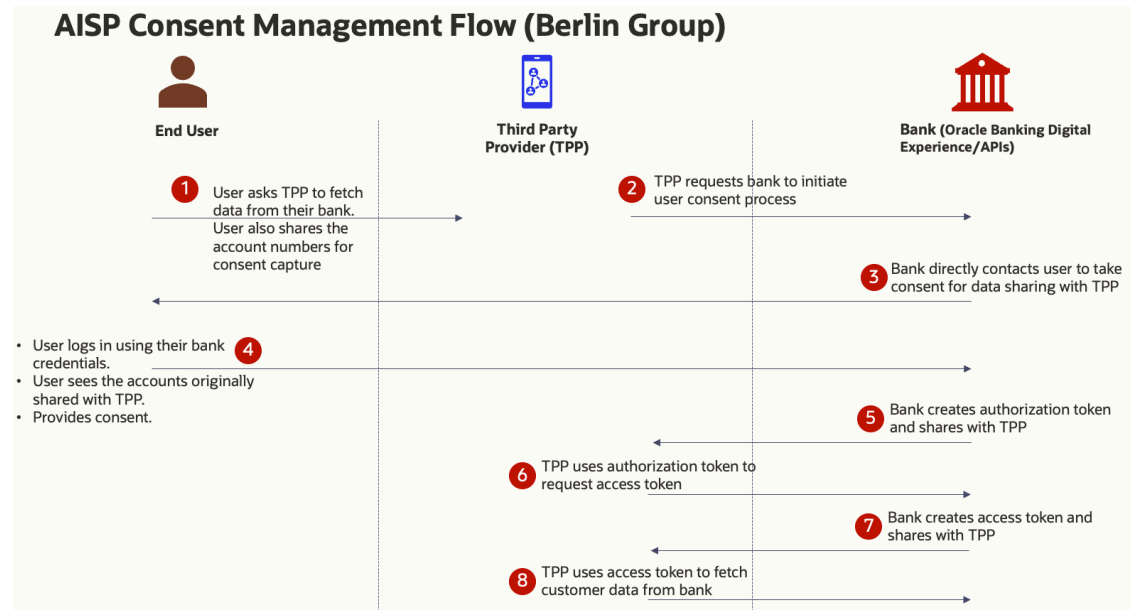 AISP Consent Management Flow (Berlin Group)
End User
Third Party
Provider (TPP)
Bank (Oracle Banking Digital
Experience/APIs)
1
User asks TPP to fetch
data from their bank.
User also shares the
account numbers for
consent capture
2
TPP requests bank to initiate
user consent process
3
Bank directly contacts user to take
consent for data sharing with TPP
4
• User logs in using their bank
credentials.
• User sees the accounts originally
shared with TPP.
• Provides consent.
5
Bank creates authorization token
and shares with TPP
6
TPP uses authorization token to
request access token
7
Bank creates access token and
shares with TPP
8
TPP uses access token to fetch
customer data from bank